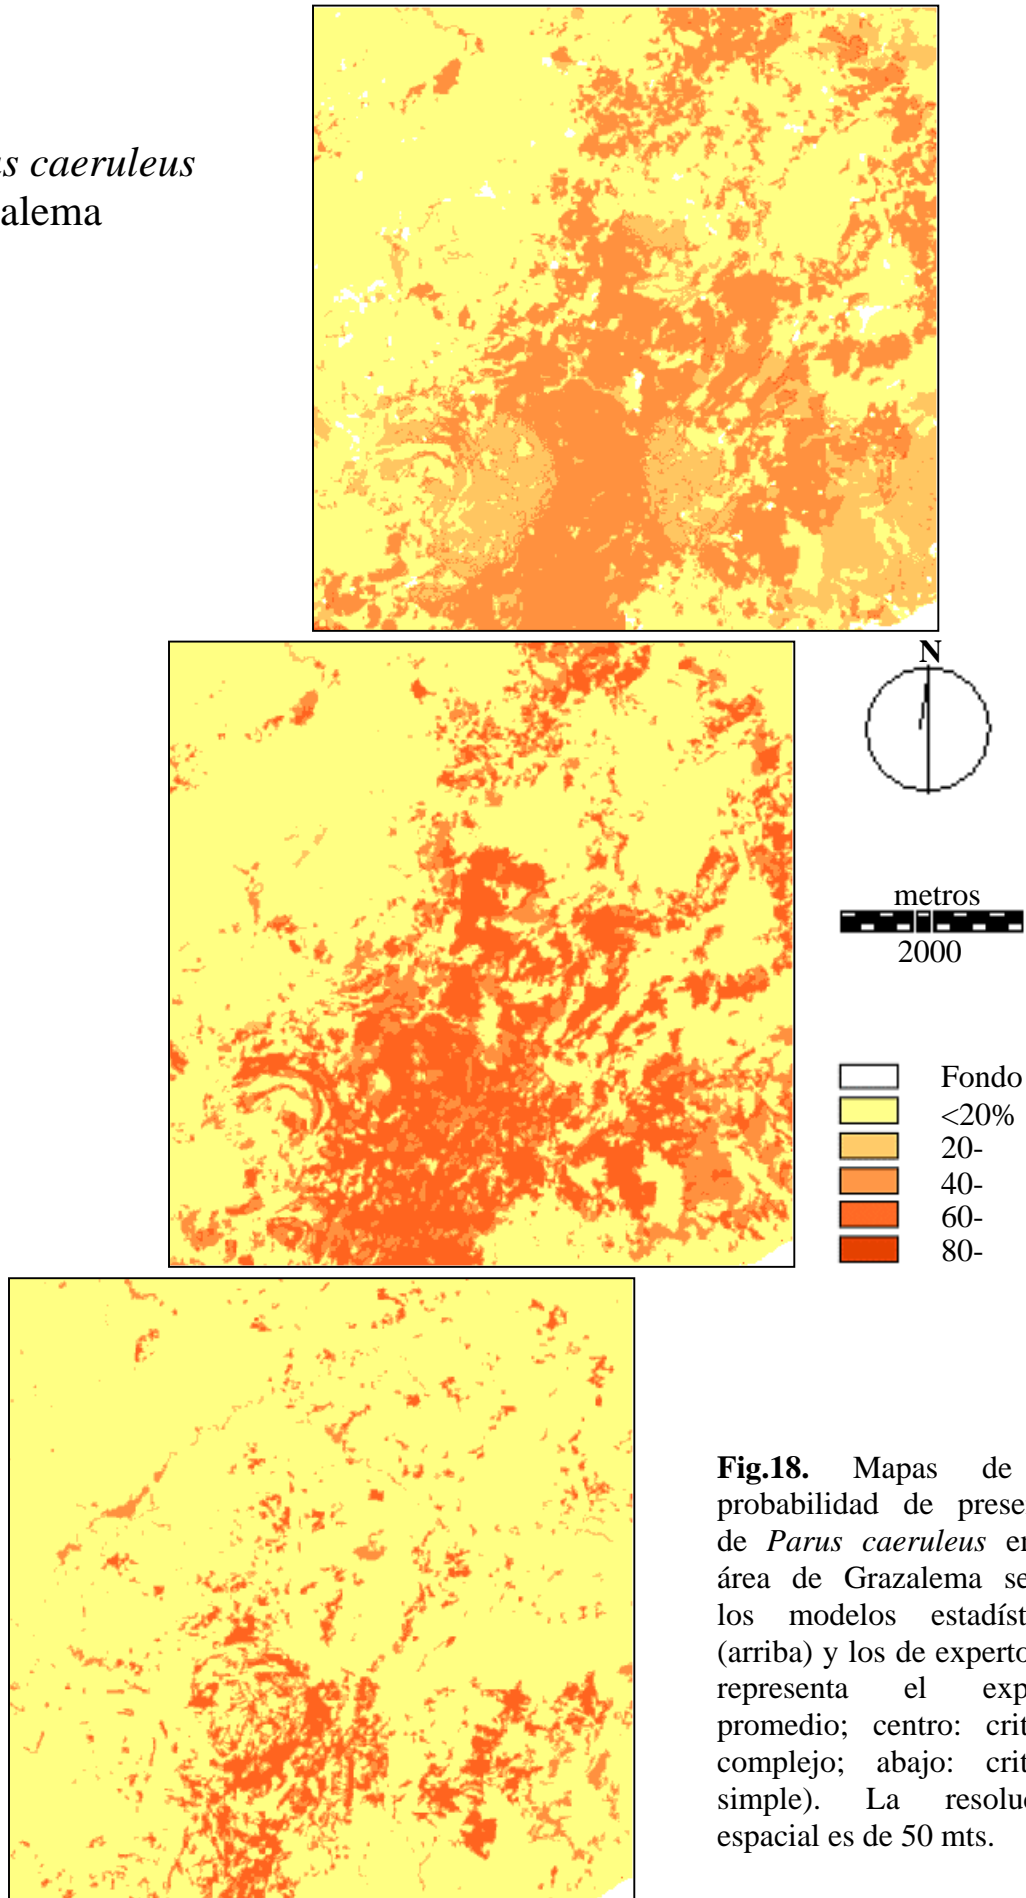 us caeruleus
alema
N
metros
2000
Fondo
<20%
20-
40-
60-
80-
Fig.18. Mapas de
probabilidad de prese
de Parus caeruleus en
área de Grazalema se
los modelos estadíst
(arriba) y los de experto
representa el exp
promedio; centro: crit
complejo; abajo: crit
simple). La resoluc
espacial es de 50 mts.